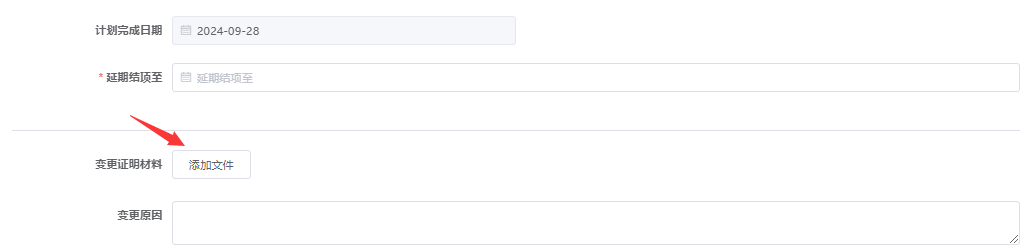 计划完成日期 2024-09-28
* 延期结项至 延期结项至
变更证明材料 添加文件
变更原因